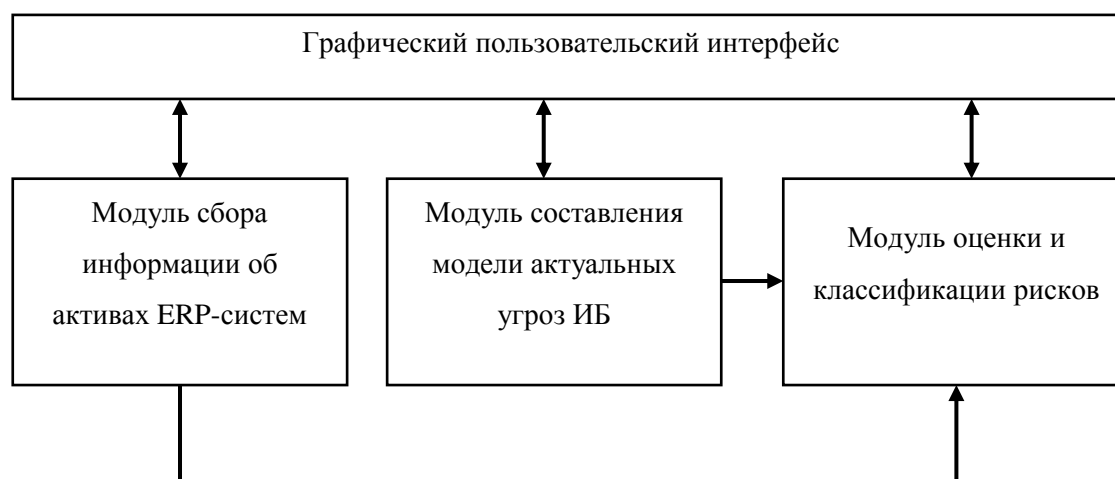 Графический пользовательский интерфейс
Модуль сбора
информации об
активах ERP-систем
Модуль составления
модели актуальных
угроз ИБ
Модуль оценки и
классификации рисков